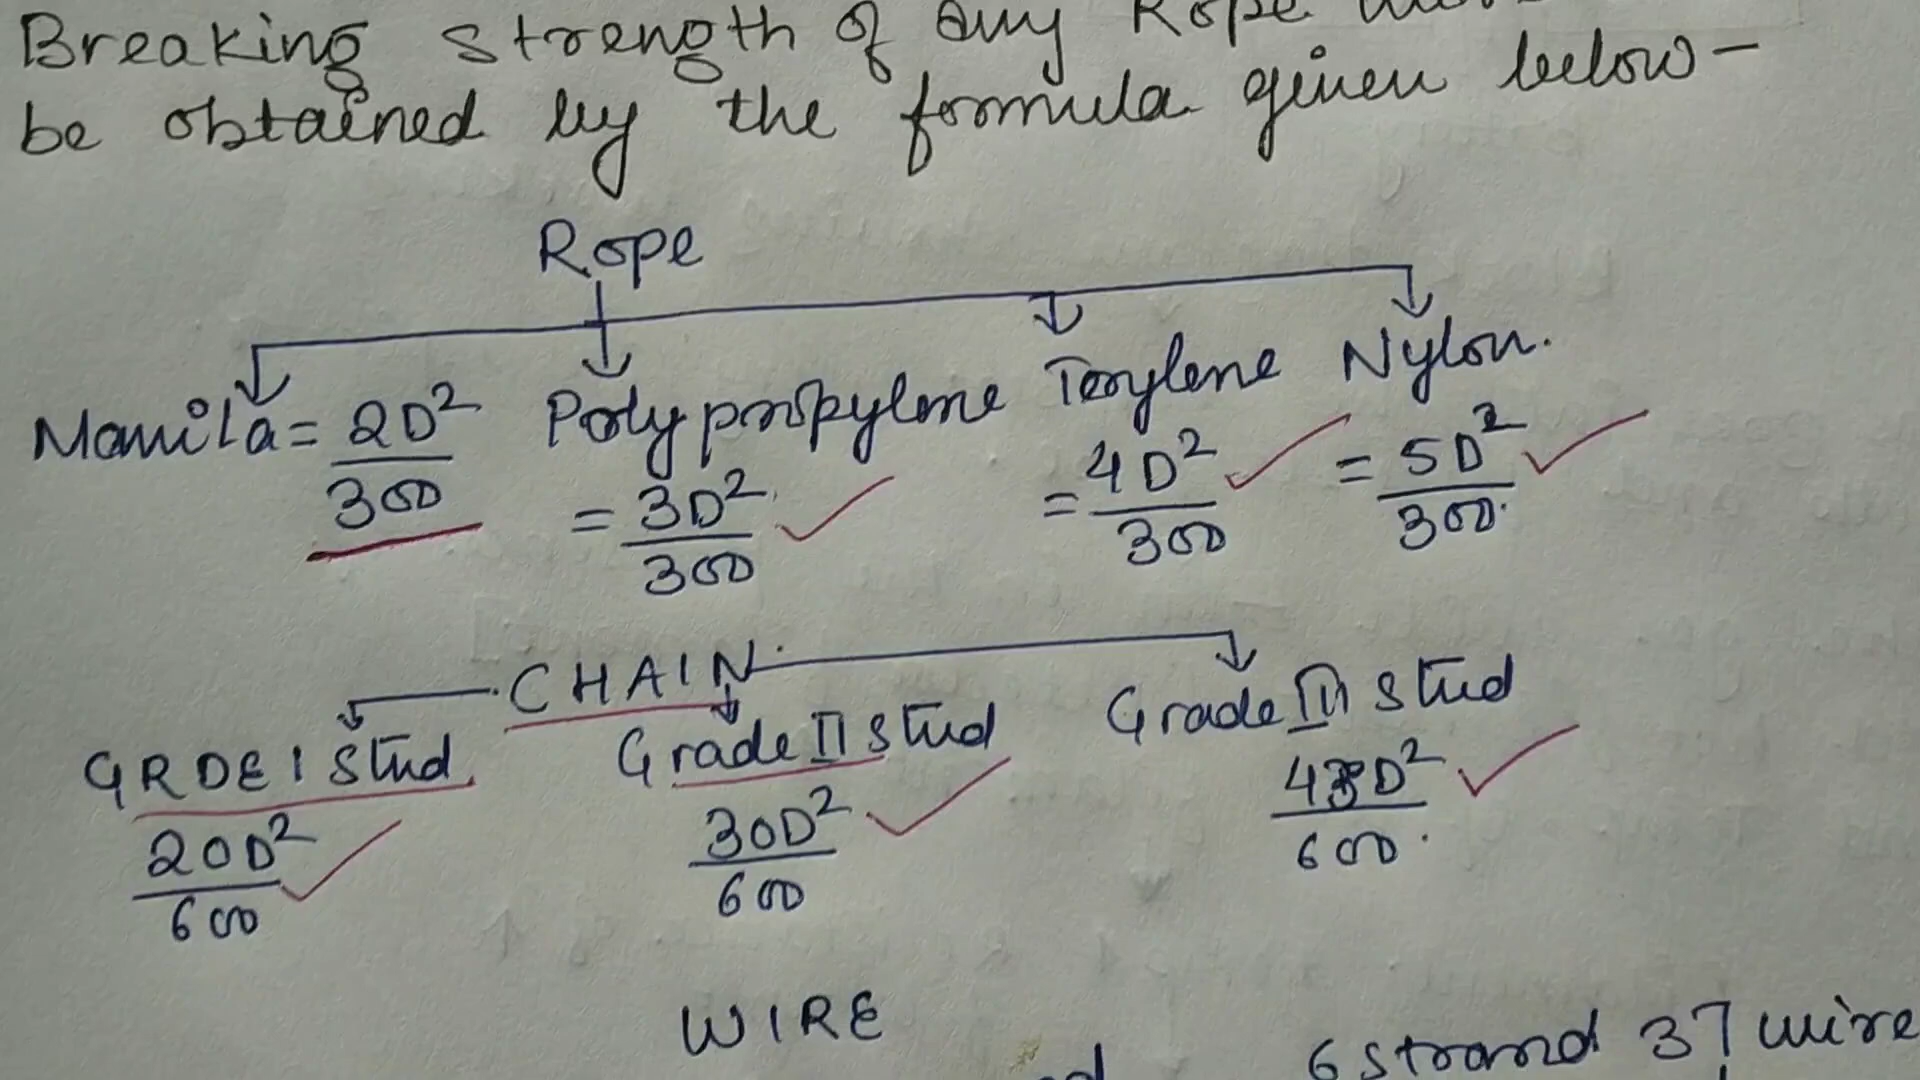 Breaking strength of any Rope
be obtained by the formula given below -
Rope
Manila = 2D²/300
Polypropylene = 3D²/300
Terylene = 4D²/300
Nylon. = 5D²/300
CHAIN
GRDE I Stud 20D²/600
Grade II Stud 30D²/600
Grade III Stud 43D²/600
WIRE
6 strand 37 wire